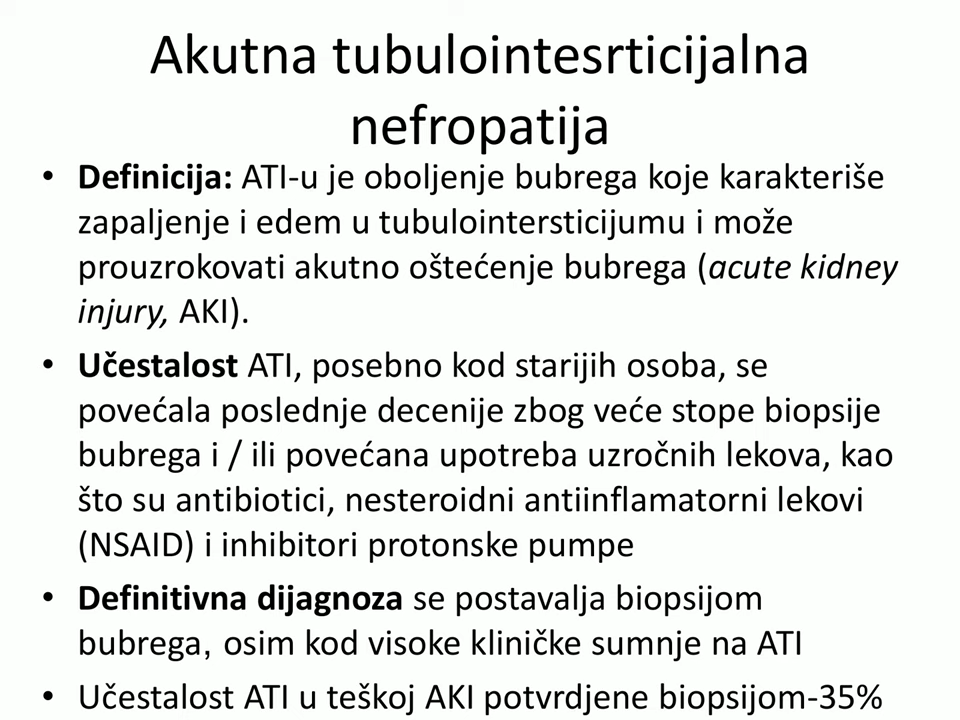 Akutna tubulointesrticijalna
nefropatija
• Definicija: ATI-u je oboljenje bubrega koje karakteriše
zapaljenje i edem u tubulointersticijumu i može
prouzrokovati akutno oštećenje bubrega (acute kidney
injury, AKI).
• Učestalost ATI, posebno kod starijih osoba, se
povećala poslednje decenije zbog veće stope biopsije
bubrega i / ili povećana upotreba uzročnih lekova, kao
što su antibiotici, nesteroidni antiinflamatorni lekovi
(NSAID) i inhibitori protonske pumpe
• Definitivna dijagnoza se postavalja biopsijom
bubrega, osim kod visoke kliničke sumnje na ATI
• Učestalost ATI u teškoj AKI potvrdjene biopsijom-35%